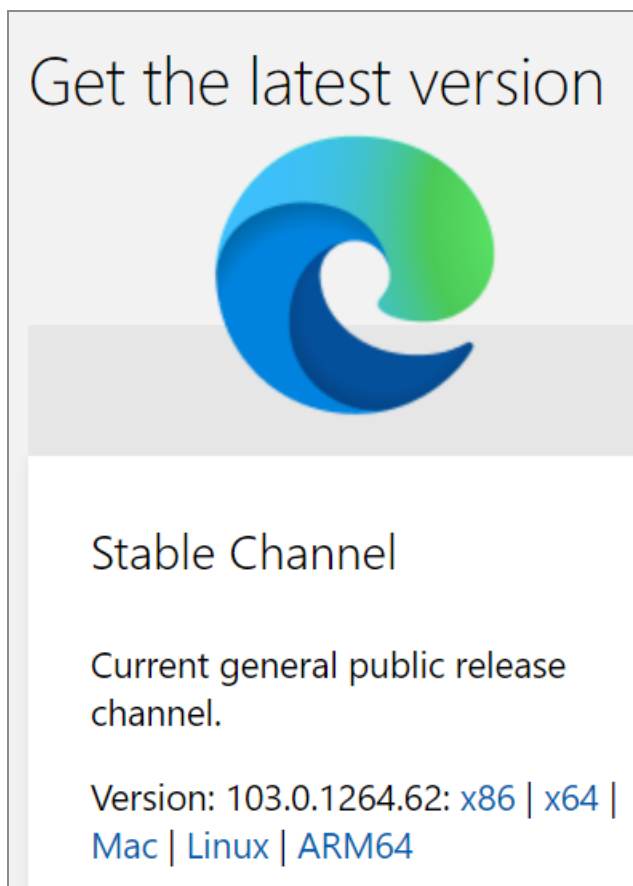 Get the latest version
Stable Channel
Current general public release
channel.
Version: 103.0.1264.62: x86 | x64 |
Mac | Linux | ARM64